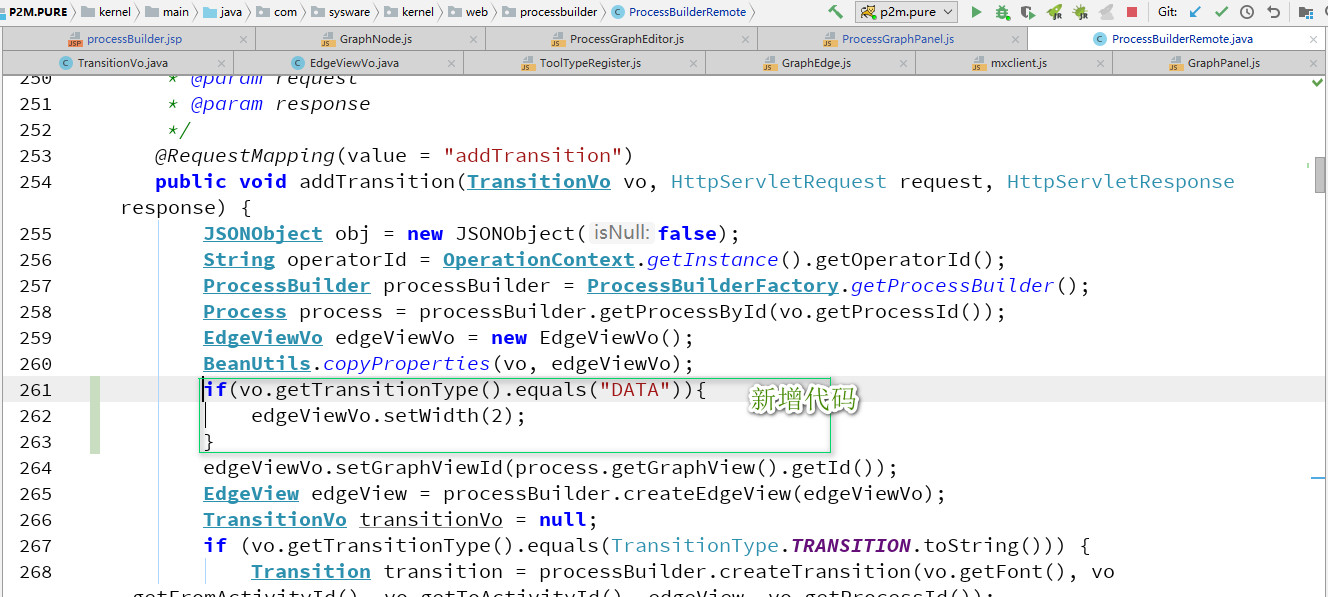 P2M.PURE kernel main java com sysware kernel web processbuilder ProcessBuilderRemote p2m.pure Git:
processBuilder.jsp GraphNode.js ProcessGraphEditor.js ProcessGraphPanel.js ProcessBuilderRemote.java
TransitionVo.java EdgeViewVo.java ToolTypeRegister.js GraphEdge.js mxclient.js GraphPanel.js
250 * @param request
251 * @param response
252 */
253 @RequestMapping(value = "addTransition")
254 public void addTransition(TransitionVo vo, HttpServletRequest request, HttpServletResponse
response) {
255 JSONObject obj = new JSONObject( isNull: false);
256 String operatorId = OperationContext.getInstance().getOperatorId();
257 ProcessBuilder processBuilder = ProcessBuilderFactory.getProcessBuilder();
258 Process process = processBuilder.getProcessById(vo.getProcessId());
259 EdgeViewVo edgeViewVo = new EdgeViewVo();
260 BeanUtils.copyProperties(vo, edgeViewVo);
261 if(vo.getTransitionType().equals("DATA")){ 新增代码
262 edgeViewVo.setWidth(2);
263 }
264 edgeViewVo.setGraphViewId(process.getGraphView().getId());
265 EdgeView edgeView = processBuilder.createEdgeView(edgeViewVo);
266 TransitionVo transitionVo = null;
267 if (vo.getTransitionType().equals(TransitionType.TRANSITION.toString())) {
268 Transition transition = processBuilder.createTransition(vo.getFont(), vo
.getFromActivityId(), vo.getToActivityId(), edgeView, vo.getProcessId());